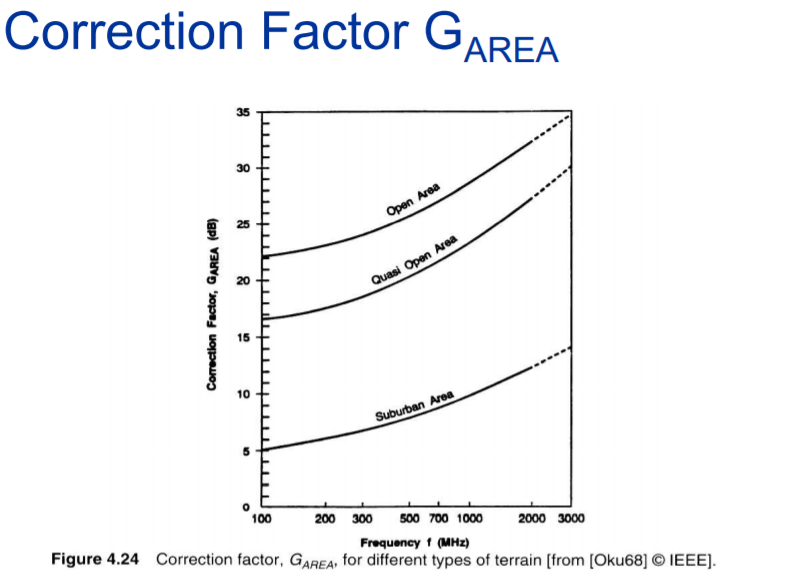 Correction Factor GAREA
35
30
25
20
15
10
5
0
Correction Factor, GAREA (dB)
Open Area
Quasi Open Area
Suburban Area
100 200 300 500 700 1000 2000 3000
Frequency f (MHz)
Figure 4.24 Correction factor, GAREA, for different types of terrain [from [Oku68] © IEEE].